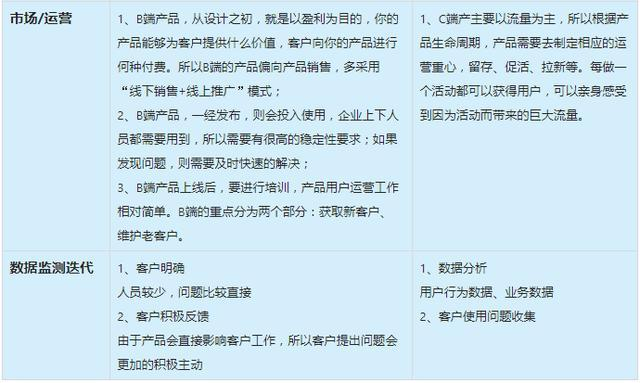 市场/运营
1、B端产品，从设计之初，就是以盈利为目的，你的
产品能够为客户提供什么价值，客户向你的产品进行
何种付费。所以B端的产品偏向产品销售，多采用
“线下销售+线上推广”模式；
2、B端产品，一经发布，则会投入使用，企业上下人
员都需要用到，所以需要有很高的稳定性要求；如果
发现问题，则需要及时快速的解决；
3、B端产品上线后，要进行培训，产品用户运营工作
相对简单。B端的重点分为两个部分：获取新客户、
维护老客户。
1、C端产主要以流量为主，所以根据产
品生命周期，产品需要去制定相应的运
营重心，留存、促活、拉新等。每做一
个活动都可以获得用户，可以亲身感受
到因为活动而带来的巨大流量。
数据监测迭代
1、客户明确
人员较少，问题比较直接
2、客户积极反馈
由于产品会直接影响客户工作，所以客户提出问题会
更加的积极主动
1、数据分析
用户行为数据、业务数据
2、客户使用问题收集